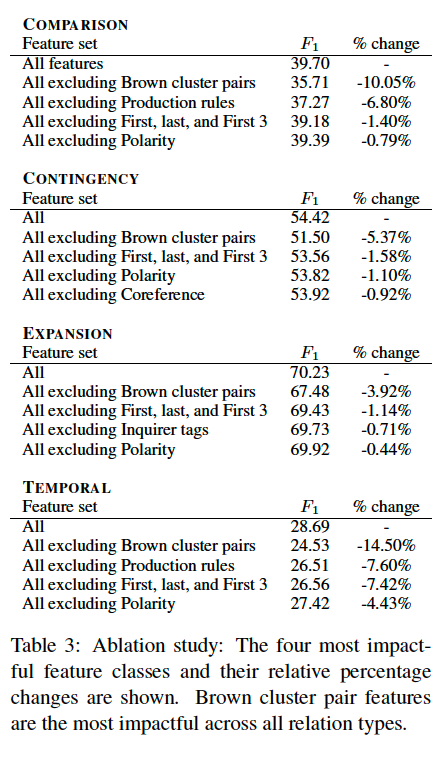 COMPARISON
Feature set F1 % change
All features 39.70 -
All excluding Brown cluster pairs 35.71 -10.05%
All excluding Production rules 37.27 -6.80%
All excluding First, last, and First 3 39.18 -1.40%
All excluding Polarity 39.39 -0.79%
CONTINGENCY
Feature set F1 % change
All 54.42 -
All excluding Brown cluster pairs 51.50 -5.37%
All excluding First, last, and First 3 53.56 -1.58%
All excluding Polarity 53.82 -1.10%
All excluding Coreference 53.92 -0.92%
EXPANSION
Feature set F1 % change
All 70.23 -
All excluding Brown cluster pairs 67.48 -3.92%
All excluding First, last, and First 3 69.43 -1.14%
All excluding Inquirer tags 69.73 -0.71%
All excluding Polarity 69.92 -0.44%
TEMPORAL
Feature set F1 % change
All 28.69 -
All excluding Brown cluster pairs 24.53 -14.50%
All excluding Production rules 26.51 -7.60%
All excluding First, last, and First 3 26.56 -7.42%
All excluding Polarity 27.42 -4.43%
Table 3: Ablation study: The four most impact-
ful feature classes and their relative percentage
changes are shown. Brown cluster pair features
are the most impactful across all relation types.